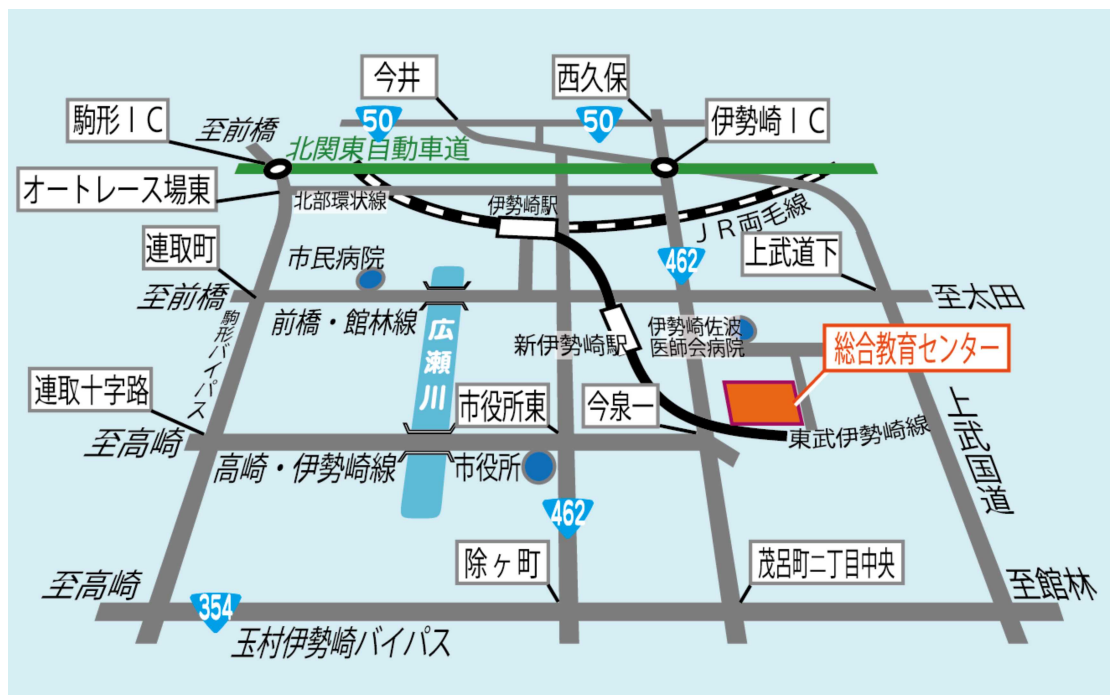 今井
西久保
駒形IC
至前橋
50
50
伊勢崎IC
北関東自動車道
オートレース場東
北部環状線
伊勢崎駅
JR両毛線
連取町
市民病院
462
上武道下
至前橋
至太田
前橋・館林線
駒形バイパス
広瀬川
新伊勢崎駅
伊勢崎佐波
医師会病院
総合教育センター
連取十字路
市役所東
今泉一
上武国道
至高崎
東武伊勢崎線
高崎・伊勢崎線
市役所
462
除ヶ町
茂呂町二丁目中央
至高崎
354
至館林
玉村伊勢崎バイパス